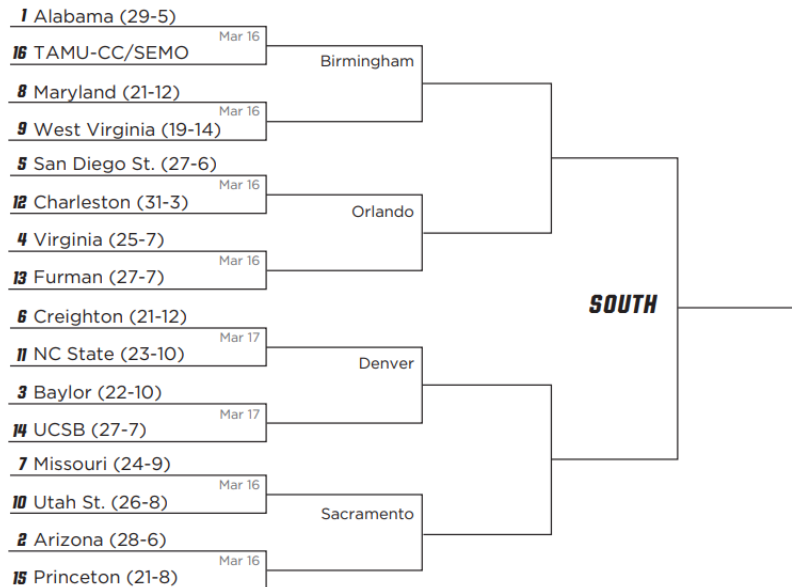 1 Alabama (29-5)
Mar 16
16 TAMU-CC/SEMO
Birmingham
8 Maryland (21-12)
Mar 16
9 West Virginia (19-14)
5 San Diego St. (27-6)
Mar 16
12 Charleston (31-3)
Orlando
4 Virginia (25-7)
Mar 16
13 Furman (27-7)
SOUTH
6 Creighton (21-12)
Mar 17
11 NC State (23-10)
Denver
3 Baylor (22-10)
Mar 17
14 UCSB (27-7)
7 Missouri (24-9)
Mar 16
10 Utah St. (26-8)
Sacramento
2 Arizona (28-6)
Mar 16
15 Princeton (21-8)